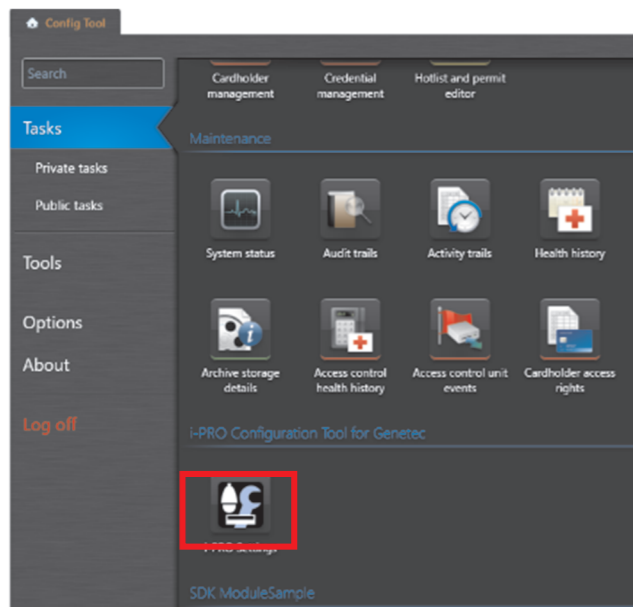 Config Tool
Search
Tasks
Private tasks
Public tasks
Tools
Options
About
Log off
Cardholder
management
Credential
management
Hotlist and permit
editor
Maintenance
System status
Audit trails
Activity trails
Health history
Archive storage
details
Access control
health history
Access control unit
events
Cardholder access
rights
i-PRO Configuration Tool for Genetec
i-PRO Settings
SDK ModuleSample